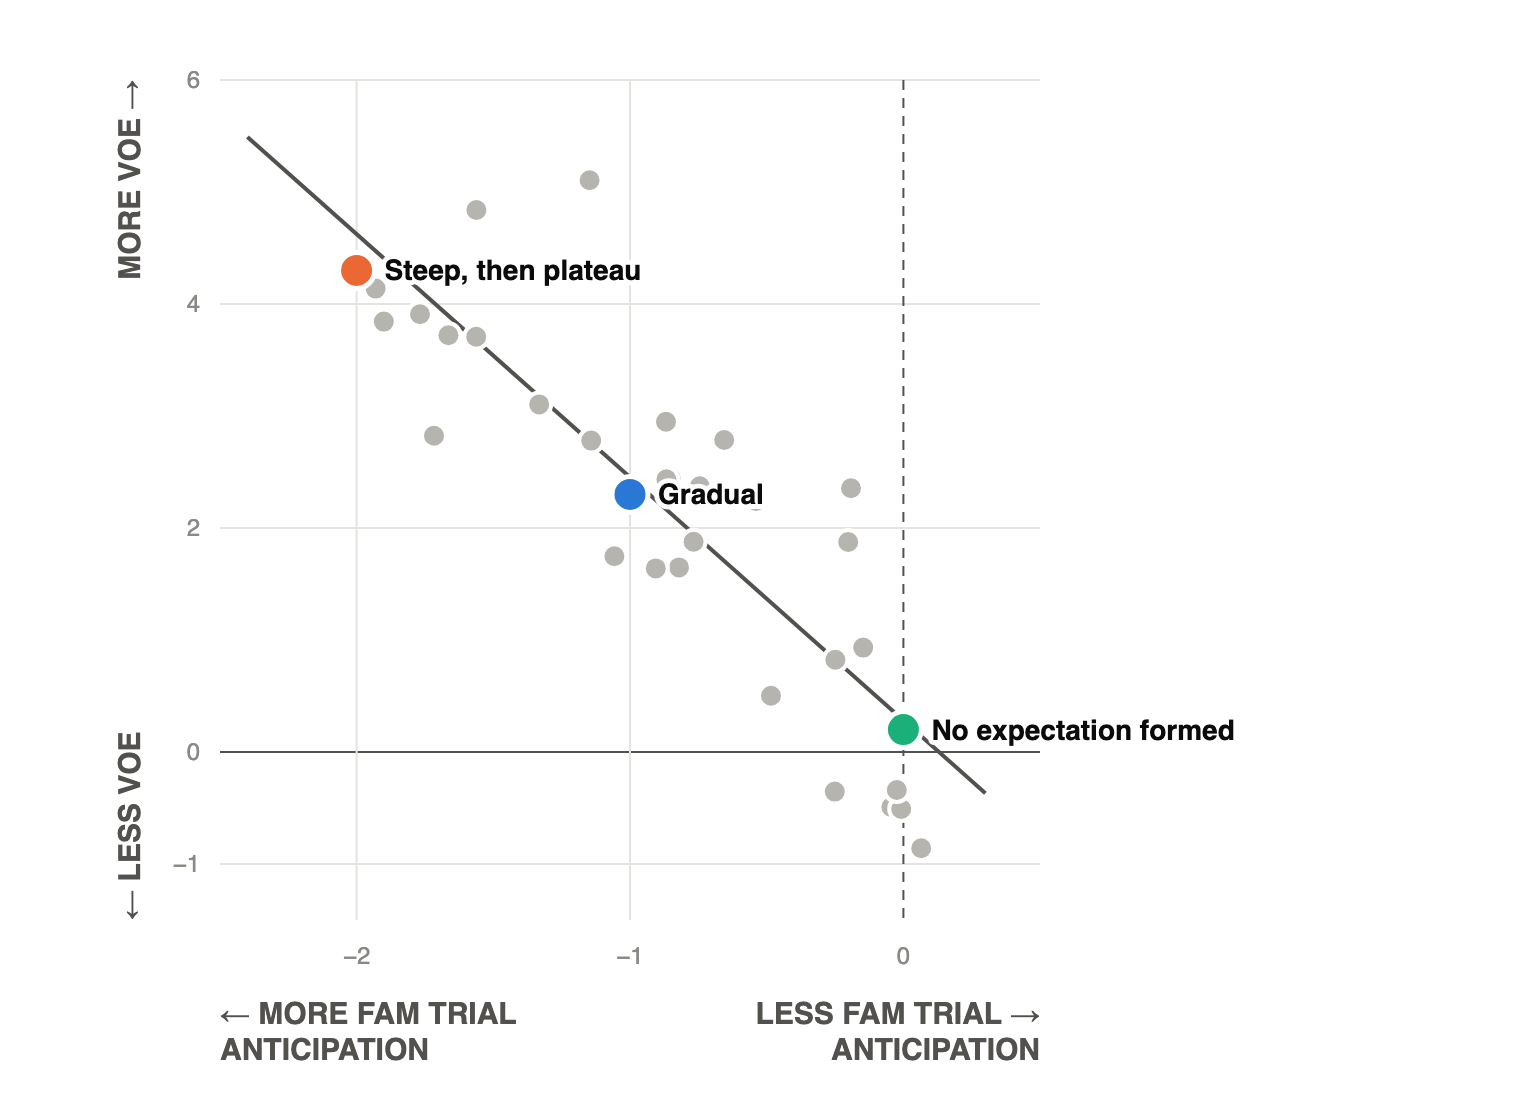 MORE VOE →
← LESS VOE
6
4
2
0
−1
Steep, then plateau
Gradual
No expectation formed
−2
−1
0
← MORE FAM TRIAL
ANTICIPATION
LESS FAM TRIAL →
ANTICIPATION